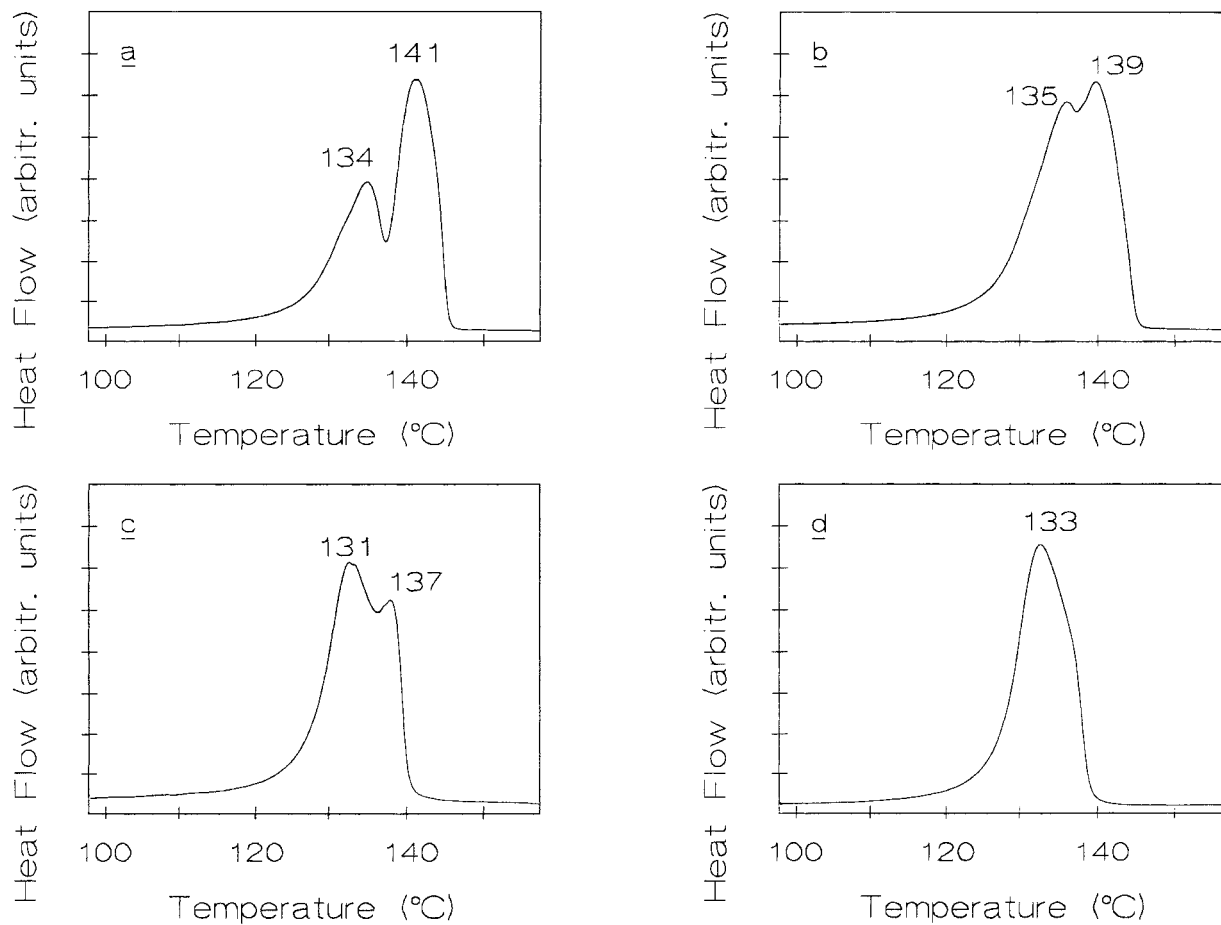 Heat Flow (arbitr. units)
a
134
141
100
120
140
Temperature (°C)
Heat Flow (arbitr. units)
b
135
139
100
120
140
Temperature (°C)
Heat Flow (arbitr. units)
c
131
137
100
120
140
Temperature (°C)
Heat Flow (arbitr. units)
d
133
100
120
140
Temperature (°C)